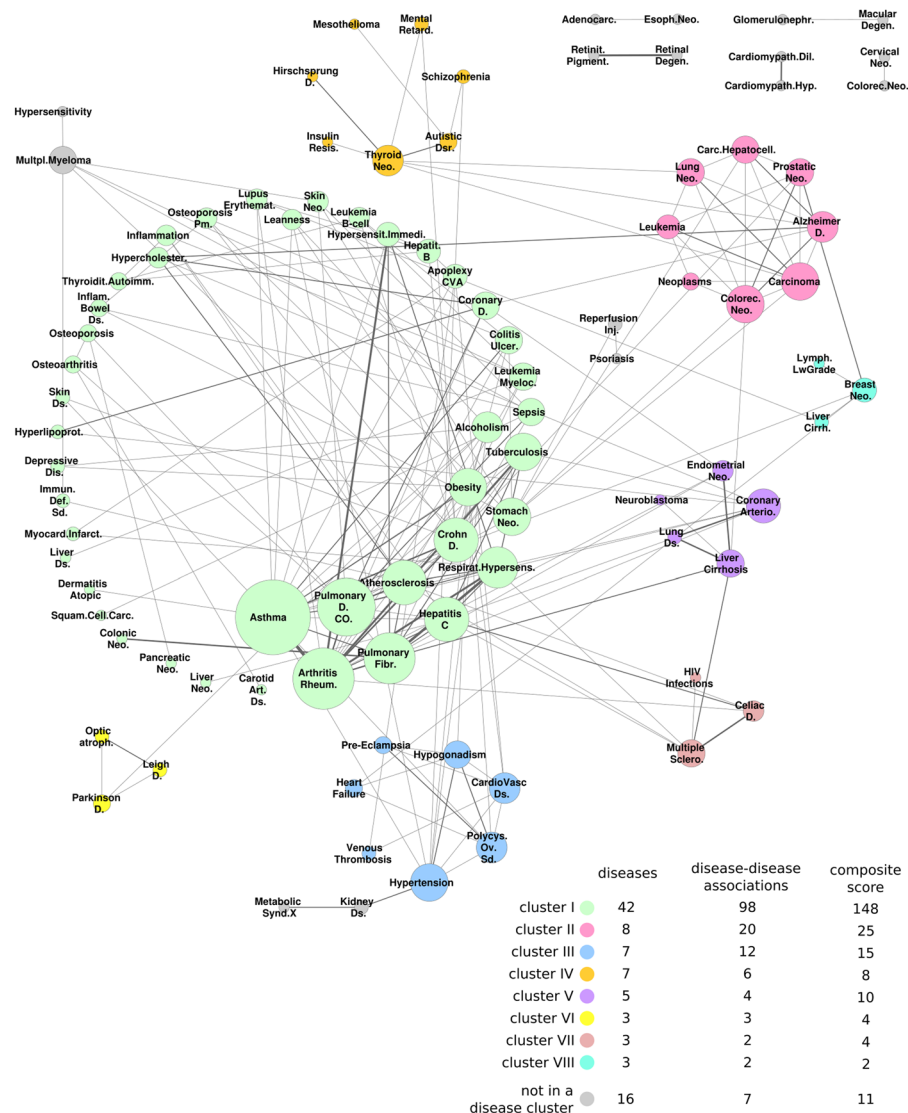 Mesothelioma
Mental
Retard.
Adenocarc.
Esoph.Neo.
Glomerulonephr.
Macular
Degen.
Retinit.
Pigment.
Retinal
Degen.
Cardiomypath.Dil.
Cervical
Neo.
Cardiomypath.Hyp.
Colorec.Neo.
Hirschsprung
D.
Schizophrenia
Hypersensitivity
Insulin
Resis.
Autistic
Dsr.
Multpl.Myeloma
Thyroid
Neo.
Carc.Hepatocell.
Lung
Neo.
Prostatic
Neo.
Lupus
Erythemat.
Skin
Neo.
Osteoporosis
Pm.
Leanness
Leukemia
B-cell
Leukemia
Alzheimer
D.
Inflammation
Hypersensit.Immedi.
Hypercholester.
Hepatit.
B
Thyroidit.Autoimm.
Apoplexy
CVA
Neoplasms
Carcinoma
Inflam.
Bowel
Ds.
Coronary
D.
Colorec.
Neo.
Osteoporosis
Colitis
Ulcer.
Reperfusion
Inj.
Psoriasis
Osteoarthritis
Leukemia
Myeloc.
Lymph.
LwGrade
Breast
Neo.
Skin
Ds.
Sepsis
Liver
Cirrh.
Hyperlipoprot.
Alcoholism
Tuberculosis
Depressive
Dis.
Endometrial
Neo.
Immun.
Def.
Sd.
Obesity
Neuroblastoma
Coronary
Arterio.
Stomach
Neo.
Myocard.Infarct.
Crohn
D.
Lung
Ds.
Liver
Ds.
Respirat.Hypersens.
Liver
Cirrhosis
Dermatitis
Atopic
Atherosclerosis
Pulmonary
D.
CO.
Squam.Cell.Carc.
Asthma
Hepatitis
C
Colonic
Neo.
Pancreatic
Neo.
Pulmonary
Fibr.
Liver
Neo.
Carotid
Art.
Ds.
Arthritis
Rheum.
HIV
Infections
Celiac
D.
Optic
atroph.
Pre-Eclampsia
Hypogonadism
Multiple
Sclero.
Leigh
D.
Heart
Failure
CardioVasc
Ds.
Parkinson
D.
Venous
Thrombosis
Polycys.
Ov.
Sd.
Hypertension
Metabolic
Synd.X
Kidney
Ds.
diseases
disease-disease
associations
composite
score
cluster I 42 98 148
cluster II 8 20 25
cluster III 7 12 15
cluster IV 7 6 8
cluster V 5 4 10
cluster VI 3 3 4
cluster VII 3 2 4
cluster VIII 3 2 2
not in a
disease cluster 16 7 11